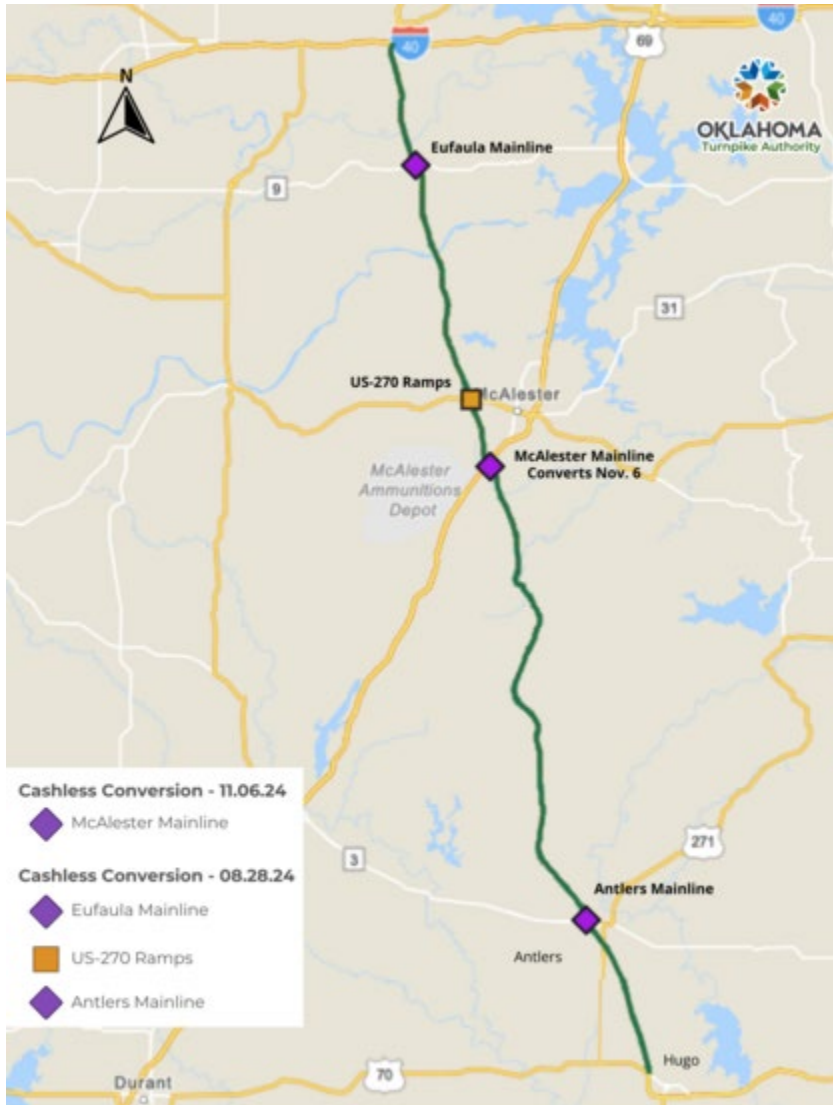 40
40
69
N
OKLAHOMA
Turnpike Authority
Eufaula Mainline
9
31
US-270 Ramps
McAlester
McAlester Mainline
Converts Nov. 6
McAlester
Ammunitions
Depot
Cashless Conversion - 11.06.24
McAlester Mainline
271
3
Cashless Conversion - 08.28.24
Eufaula Mainline
Antlers Mainline
US-270 Ramps
Antlers
Antlers Mainline
Hugo
70
Durant